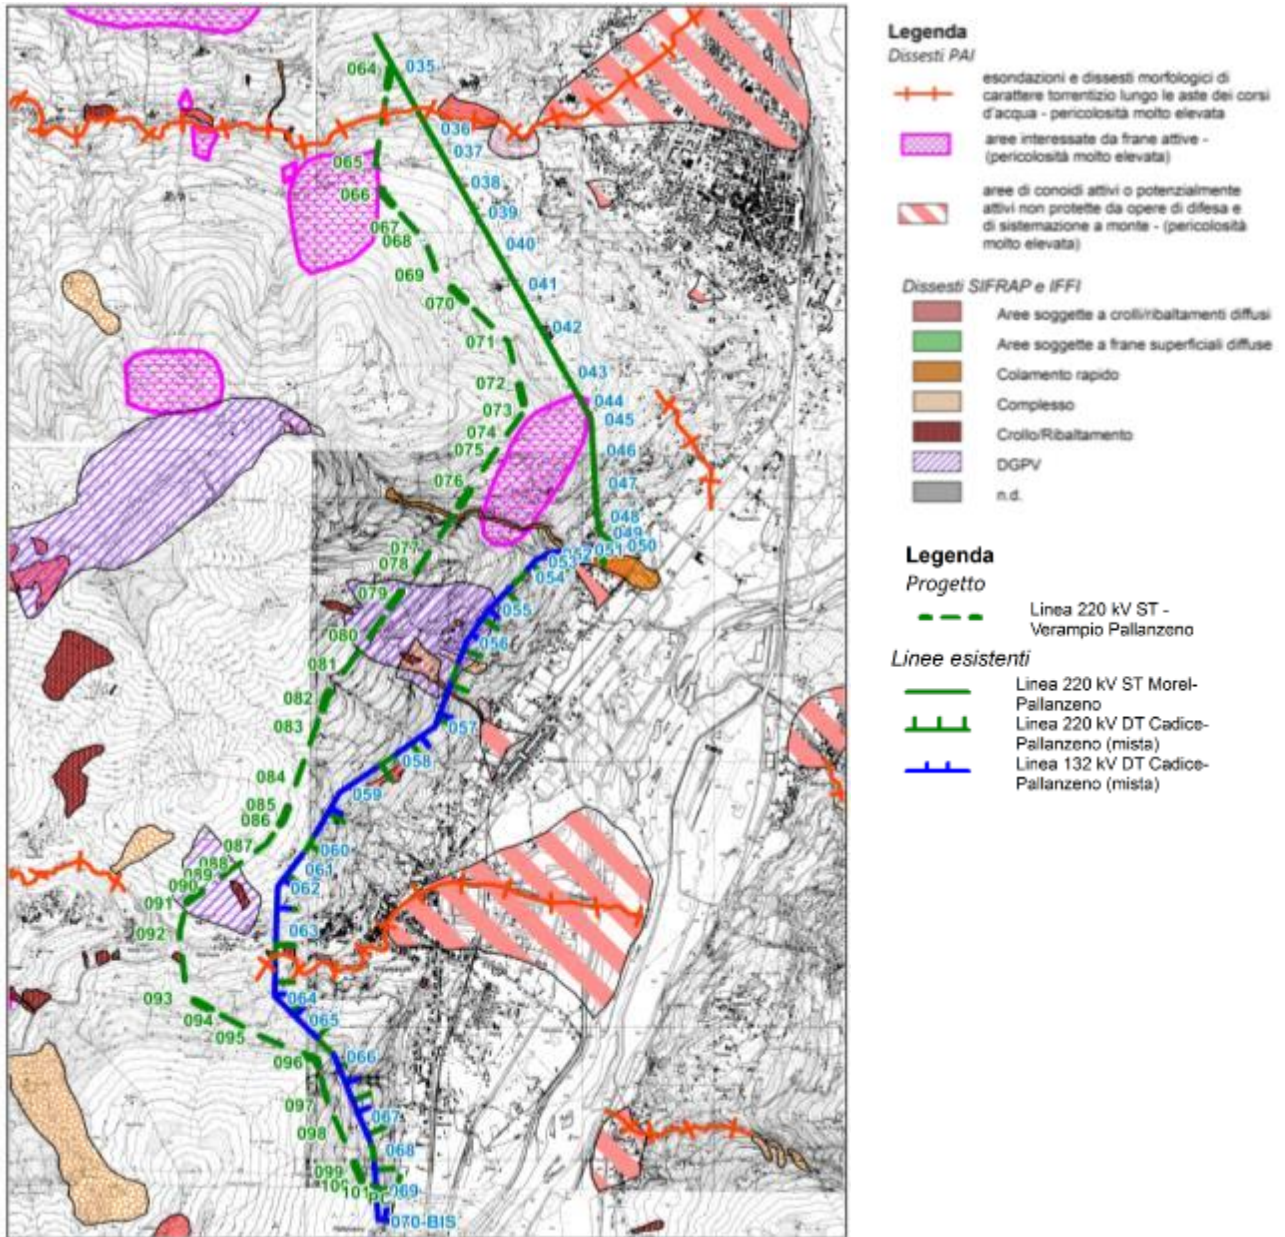 064
035
036
037
065
066
038
039
067
068
040
069
041
070
042
071
043
072
044
073
045
074
075
046
076
047
048
049
050
077
051
052
053
078
054
079
055
080
056
081
082
083
057
058
084
059
085
086
087
060
088
061
089
090
062
091
092
063
093
064
094
065
095
066
096
097
067
098
068
099
069
070-BIS
Legenda
Dissesti PAI
esondazioni e dissesti morfologici di
carattere torrentizio lungo le aste dei corsi
d'acqua - pericolosità molto elevata
aree interessate da frane attive -
(pericolosità molto elevata)
aree di conoidi attivi o potenzialmente
attivi non protette da opere di difesa e
di sistemazione a monte - (pericolosità
molto elevata)
Dissesti SIFRAP e IFFI
Aree soggette a crolli/ribaltamenti diffusi
Aree soggette a frane superficiali diffuse
Colamento rapido
Complesso
Crollo/Ribaltamento
DGPV
n.d.
Legenda
Progetto
Linea 220 kV ST -
Verampio Pallanzeno
Linee esistenti
Linea 220 kV ST Morel-
Pallanzeno
Linea 220 kV DT Cadice-
Pallanzeno (mista)
Linea 132 kV DT Cadice-
Pallanzeno (mista)